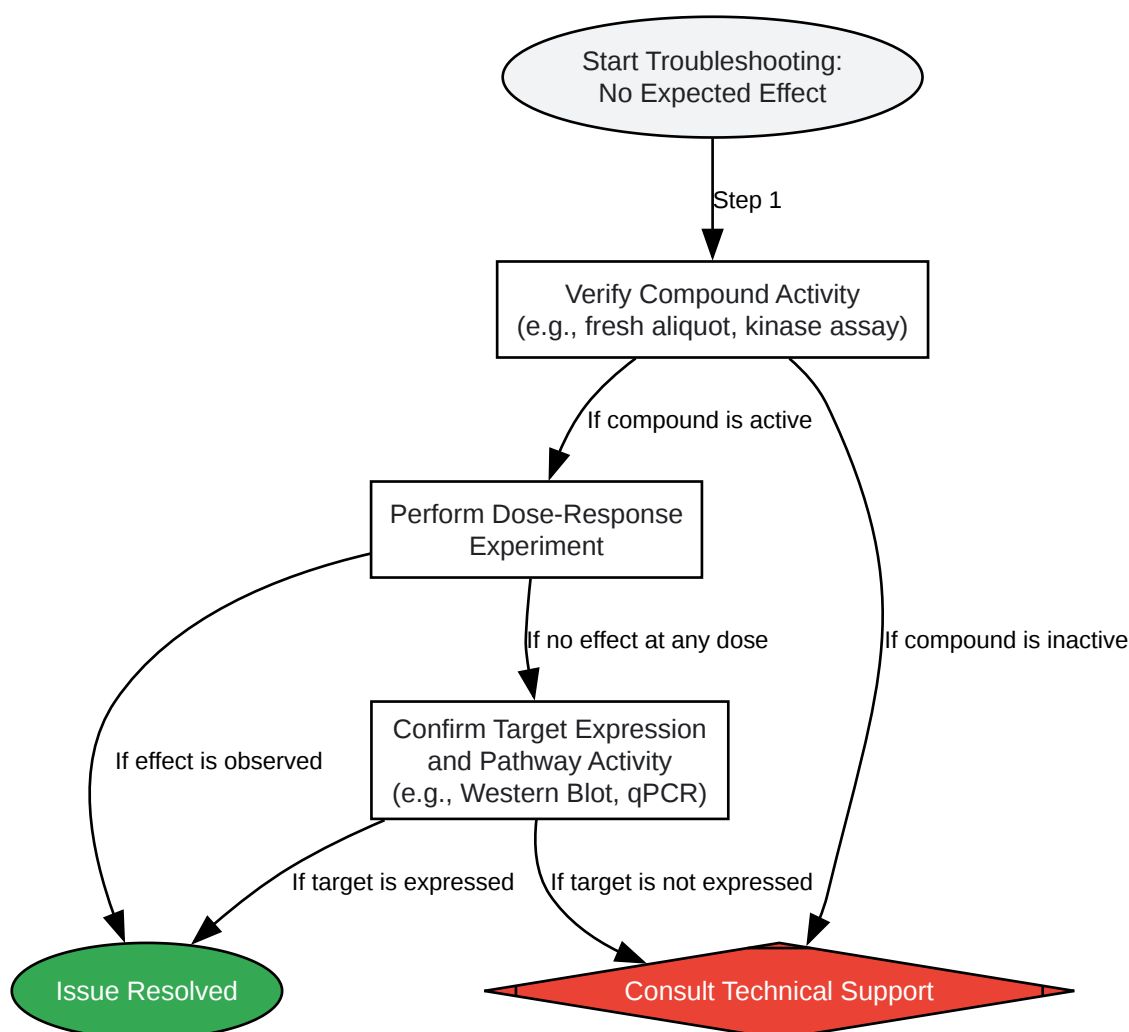 Start Troubleshooting:
No Expected Effect
Step 1
Verify Compound Activity
(e.g., fresh aliquot, kinase assay)
If compound is active
Perform Dose-Response
Experiment
If no effect at any dose
If compound is inactive
Confirm Target Expression
and Pathway Activity
(e.g., Western Blot, qPCR)
If effect is observed
If target is expressed
If target is not expressed
Issue Resolved
Consult Technical Support